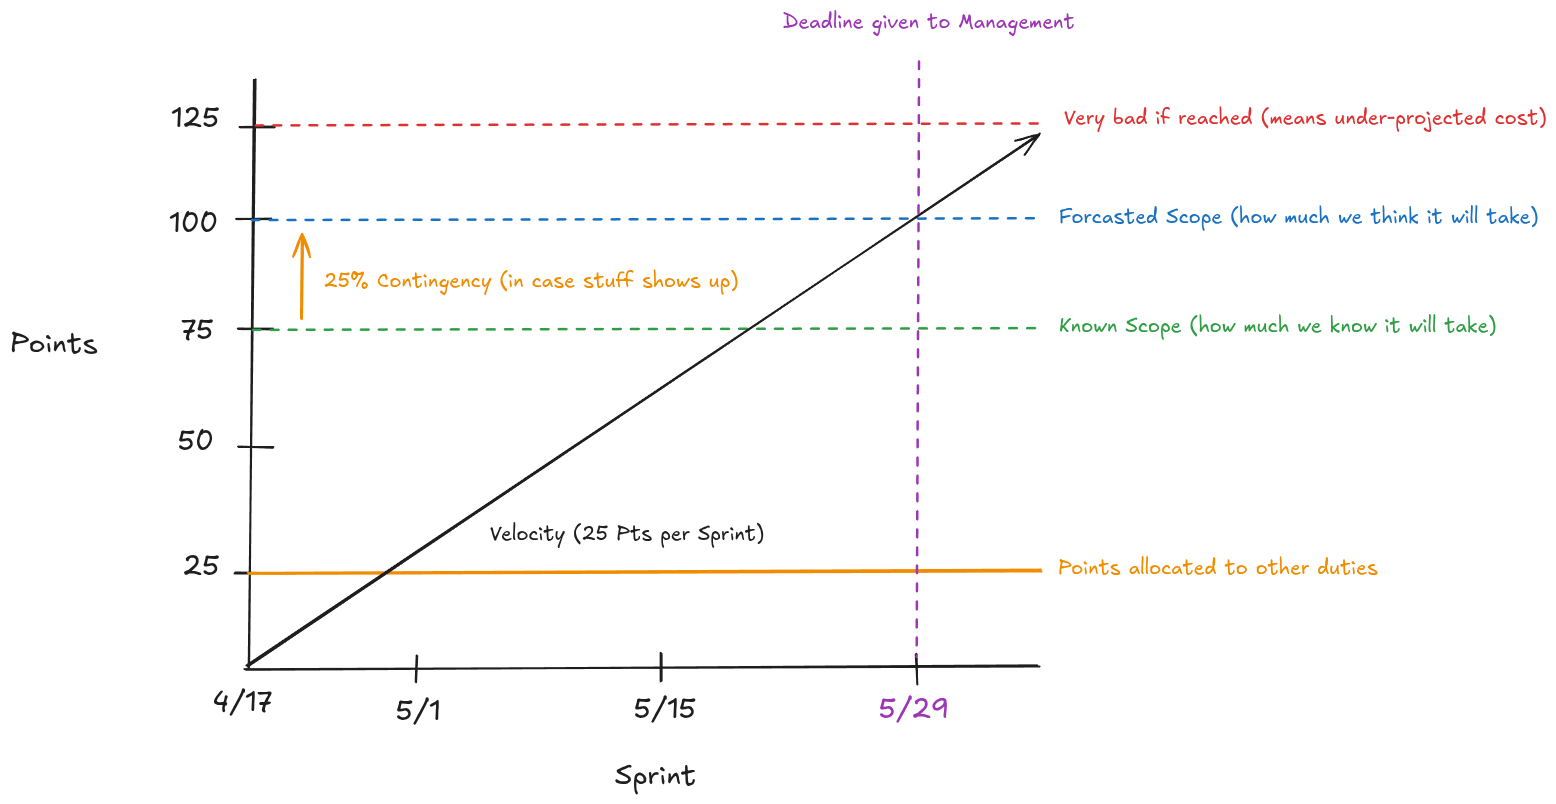 Deadline given to Management
125
Very bad if reached (means under-projected cost)
100
Forcasted Scope (how much we think it will take)
25% Contingency (in case stuff shows up)
75
Known Scope (how much we know it will take)
Points
50
Velocity (25 Pts per Sprint)
25
Points allocated to other duties
4/17
5/1
5/15
5/29
Sprint